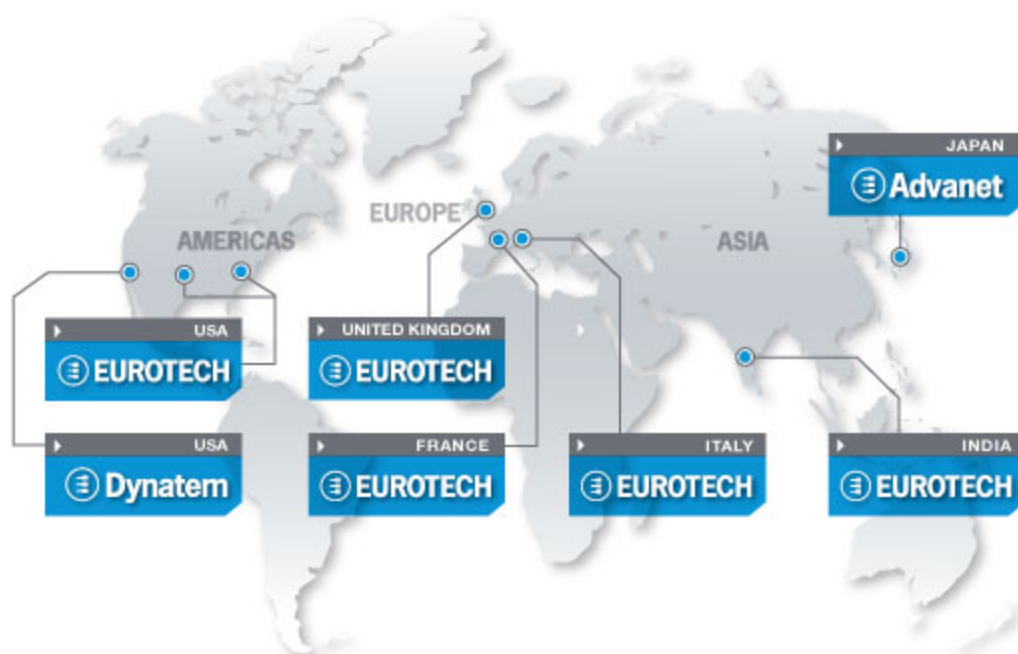 JAPAN
Advanet
EUROPE
AMERICAS
ASIA
USA
EUROTECH
UNITED KINGDOM
EUROTECH
USA
Dynatem
FRANCE
EUROTECH
ITALY
EUROTECH
INDIA
EUROTECH